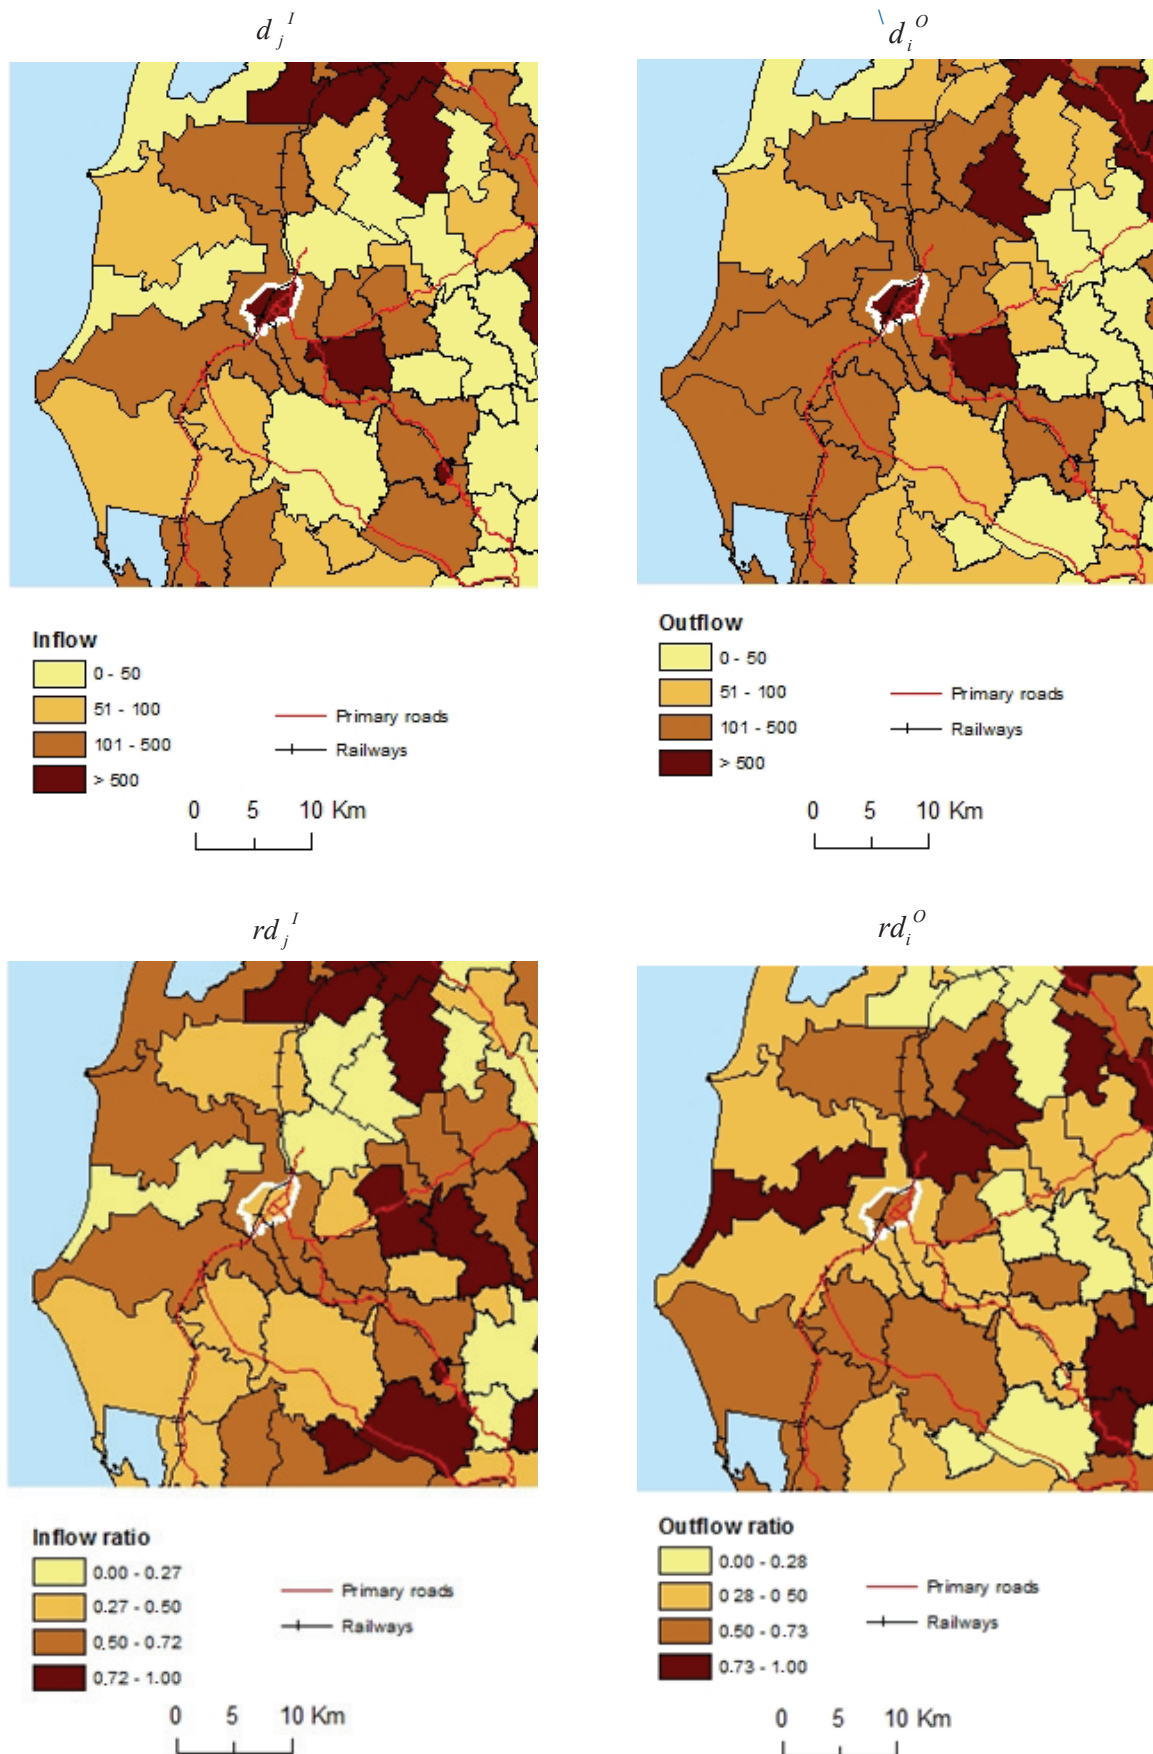 d j I
\ d i O
Inflow
0 - 50
51 - 100
101 - 500
> 500
Primary roads
Railways
0 5 10 Km
Outflow
0 - 50
51 - 100
101 - 500
> 500
Primary roads
Railways
0 5 10 Km
rd j I
rd i O
Inflow ratio
0.00 - 0.27
0.27 - 0.50
0.50 - 0.72
0.72 - 1.00
Primary roads
Railways
0 5 10 Km
Outflow ratio
0.00 - 0.28
0.28 - 0.50
0.50 - 0.73
0.73 - 1.00
Primary roads
Railways
0 5 10 Km